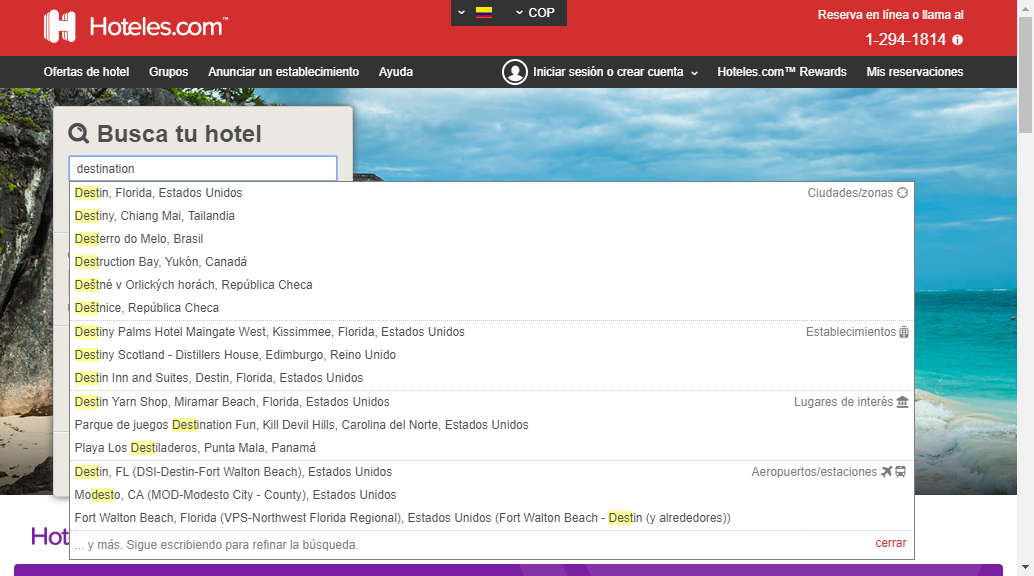 Hoteles.com™
COP
Reserva en línea o llama al
1-294-1814
Ofertas de hotel Grupos Anunciar un establecimiento Ayuda Iniciar sesión o crear cuenta Hoteles.com™ Rewards Mis reservaciones
Busca tu hotel
destination
Destin, Florida, Estados Unidos Ciudades/zonas
Destiny, Chiang Mai, Tailandia
Desterro do Melo, Brasil
Destruction Bay, Yukón, Canadá
Deštné v Orlických horách, República Checa
Deštnice, República Checa
Destiny Palms Hotel Maingate West, Kissimmee, Florida, Estados Unidos Establecimientos
Destiny Scotland - Distillers House, Edimburgo, Reino Unido
Destin Inn and Suites, Destin, Florida, Estados Unidos
Destin Yarn Shop, Miramar Beach, Florida, Estados Unidos Lugares de interés
Parque de juegos Destination Fun, Kill Devil Hills, Carolina del Norte, Estados Unidos
Playa Los Destiladeros, Punta Mala, Panamá
Destin, FL (DSI-Destin-Fort Walton Beach), Estados Unidos Aeropuertos/estaciones
Modesto, CA (MOD-Modesto City - County), Estados Unidos
Fort Walton Beach, Florida (VPS-Northwest Florida Regional), Estados Unidos (Fort Walton Beach - Destin (y alrededores))
... y más. Sigue escribiendo para refinar la búsqueda. cerrar